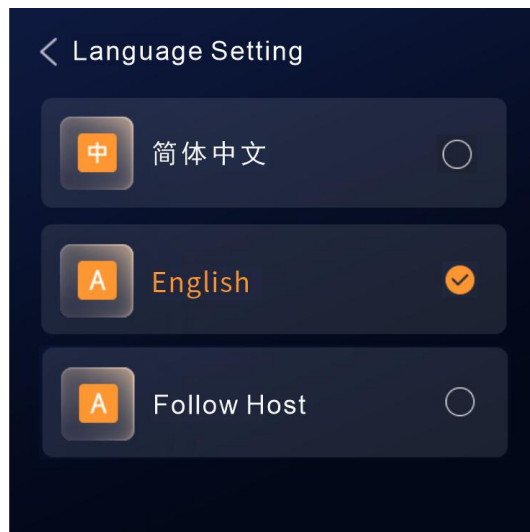 Language Setting
中
简体中文
A
English
A
Follow Host